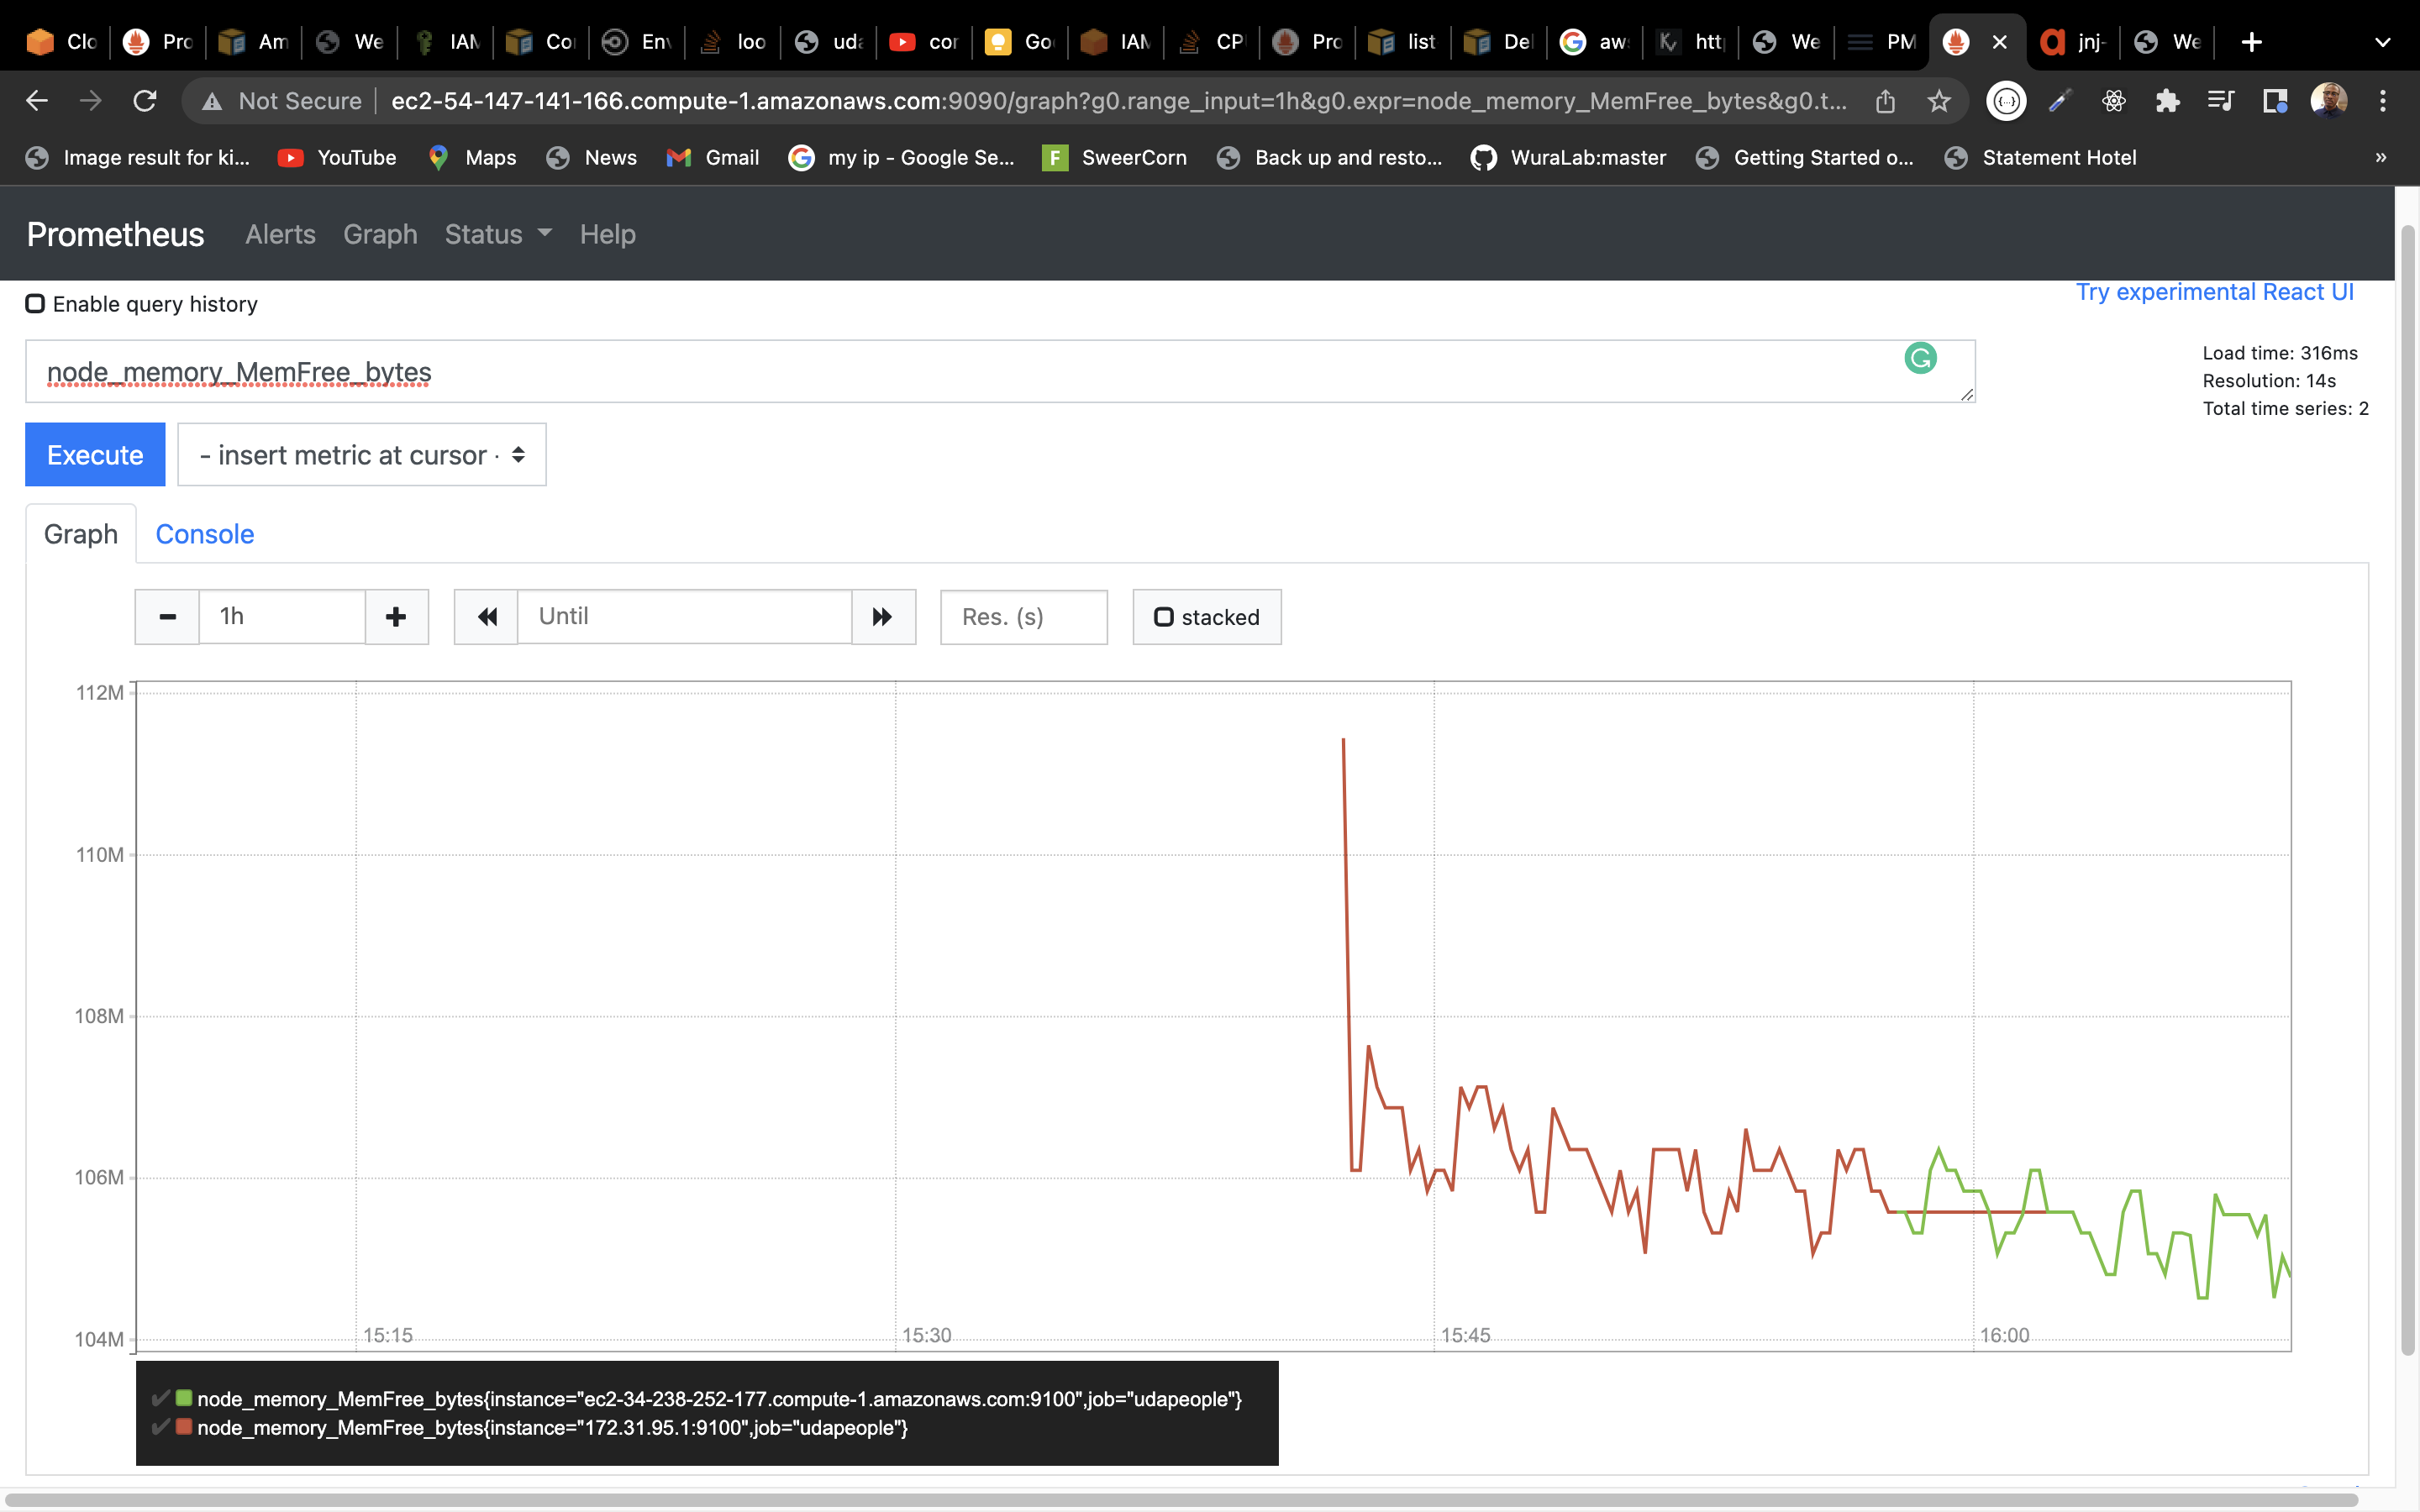 Clo Pro Am We IAM Co Env loo uda cor Go IAM CP Pro list Del aw htt We PM jnj- We
Not Secure ec2-54-147-141-166.compute-1.amazonaws.com:9090/graph?g0.range_input=1h&g0.expr=node_memory_MemFree_bytes&g0.t...
Image result for ki... YouTube Maps News Gmail my ip - Google Se... F SweerCorn Back up and resto... WuraLab:master Getting Started o... Statement Hotel »
Prometheus Alerts Graph Status Help
Enable query history
Try experimental React UI
node_memory_MemFree_bytes
Load time: 316ms
Resolution: 14s
Total time series: 2
Execute - insert metric at cursor -
Graph Console
1h Until Res. (s) stacked
112M
110M
108M
106M
104M
15:15 15:30 15:45 16:00
node_memory_MemFree_bytes{instance="ec2-34-238-252-177.compute-1.amazonaws.com:9100",job="udapeople"}
node_memory_MemFree_bytes{instance="172.31.95.1:9100",job="udapeople"}